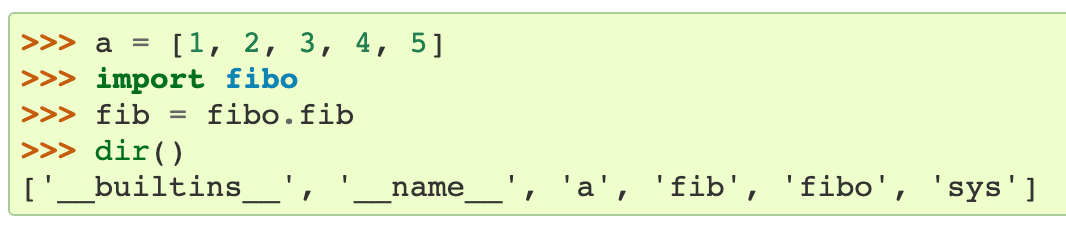 >>> a = [1, 2, 3, 4, 5]
>>> import fibo
>>> fib = fibo.fib
>>> dir()
['__builtins__', '__name__', 'a', 'fib', 'fibo', 'sys']